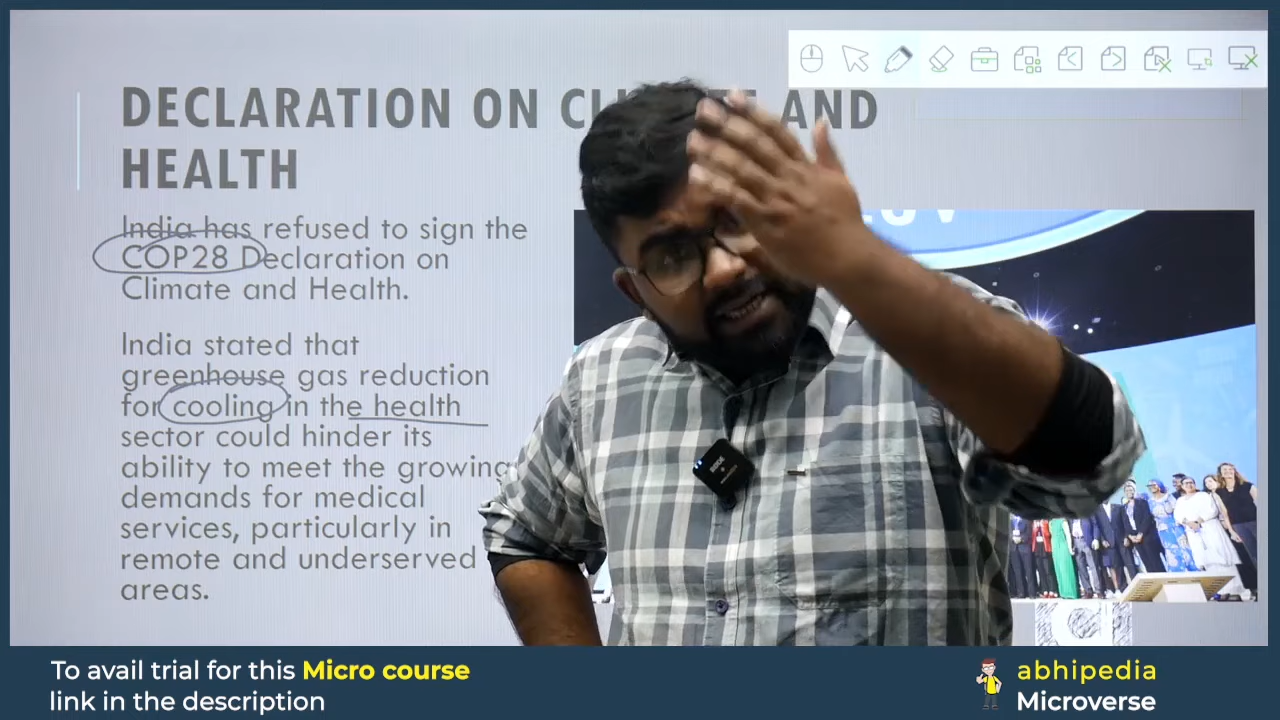 DECLARATION ON AND
HEALTH
India has refused to sign the
COP28 Declaration on
Climate and Health.
India stated that
greenhouse gas reduction
for cooling in the health
sector could hinder its
ability to meet the growing
demands for medical
services, particularly in
remote and underserved
areas.
To avail trial for this Micro course
link in the description
abhipedia
Microverse